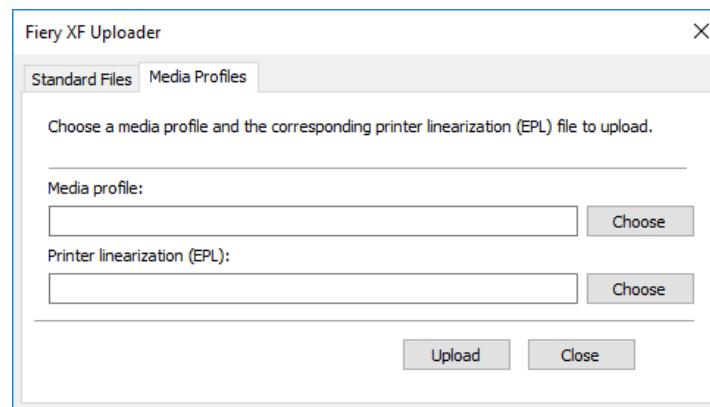 Fiery XF Uploader
Standard Files Media Profiles
Choose a media profile and the corresponding printer linearization (EPL) file to upload.
Media profile:
Choose
Printer linearization (EPL):
Choose
Upload Close